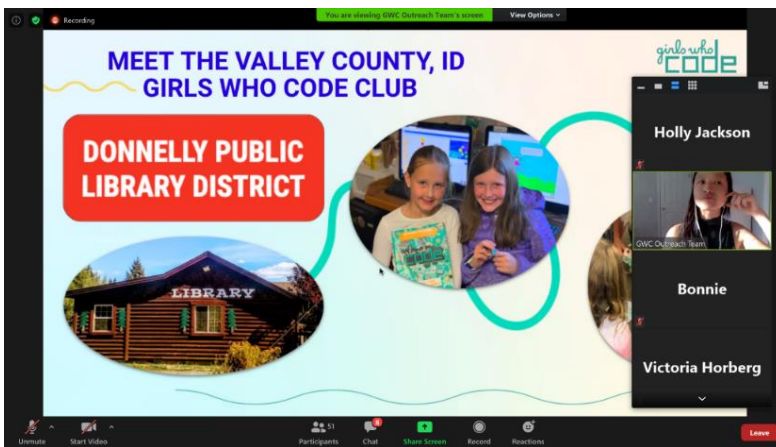 Recording
You are viewing GWC Outreach Team's screen
View Options
MEET THE VALLEY COUNTY, ID
GIRLS WHO CODE CLUB
girls who
code
DONNELLY PUBLIC
LIBRARY DISTRICT
LIBRARY
code
Holly Jackson
GWC Outreach Team
Bonnie
Victoria Horberg
Unmute
Start Video
51
Participants
Chat
Share Screen
Record
Reactions
Leave